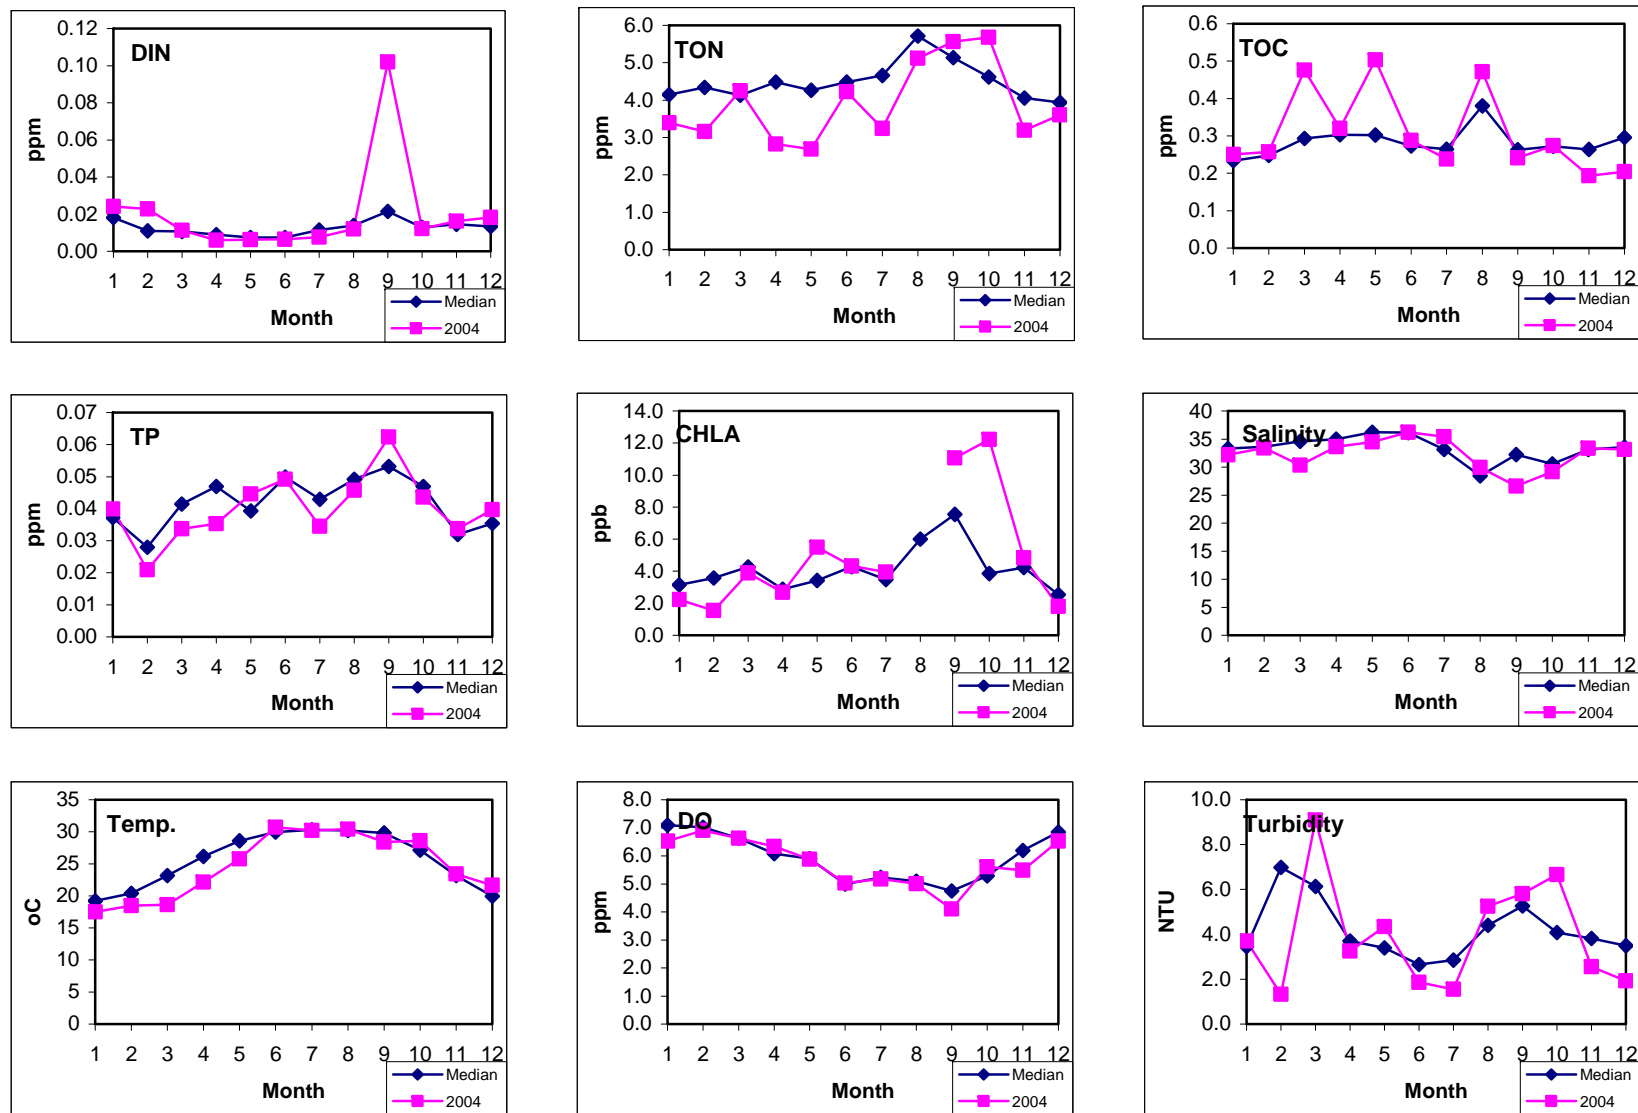 DIN
0.12
0.10
0.08
0.06
0.04
0.02
0.00
ppm
1 2 3 4 5 6 7 8 9 10 11 12
Month
Median
2004
TON
6.0
5.0
4.0
3.0
2.0
1.0
0.0
ppm
1 2 3 4 5 6 7 8 9 10 11 12
Month
Median
2004
TOC
0.6
0.5
0.4
0.3
0.2
0.1
0.0
ppm
1 2 3 4 5 6 7 8 9 10 11 12
Month
Median
2004
TP
0.07
0.06
0.05
0.04
0.03
0.02
0.01
0.00
ppm
1 2 3 4 5 6 7 8 9 10 11 12
Month
Median
2004
CHLA
14.0
12.0
10.0
8.0
6.0
4.0
2.0
0.0
ppb
1 2 3 4 5 6 7 8 9 10 11 12
Month
Median
2004
Salinity
40
35
30
25
20
15
10
5
0
1 2 3 4 5 6 7 8 9 10 11 12
Month
Median
2004
Temp.
35
30
25
20
15
10
5
0
oC
1 2 3 4 5 6 7 8 9 10 11 12
Month
Median
2004
DO
8.0
7.0
6.0
5.0
4.0
3.0
2.0
1.0
0.0
ppm
1 2 3 4 5 6 7 8 9 10 11 12
Month
Median
2004
Turbidity
10.0
8.0
6.0
4.0
2.0
0.0
NTU
1 2 3 4 5 6 7 8 9 10 11 12
Month
Median
2004